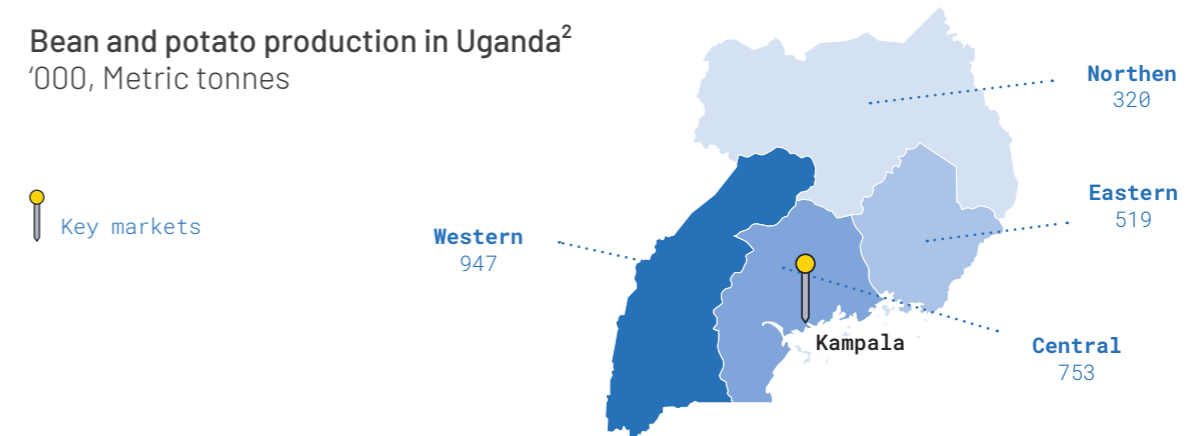 Bean and potato production in Uganda²
‘000, Metric tonnes
Key markets
Northen
320
Eastern
519
Western
947
Kampala
Central
753